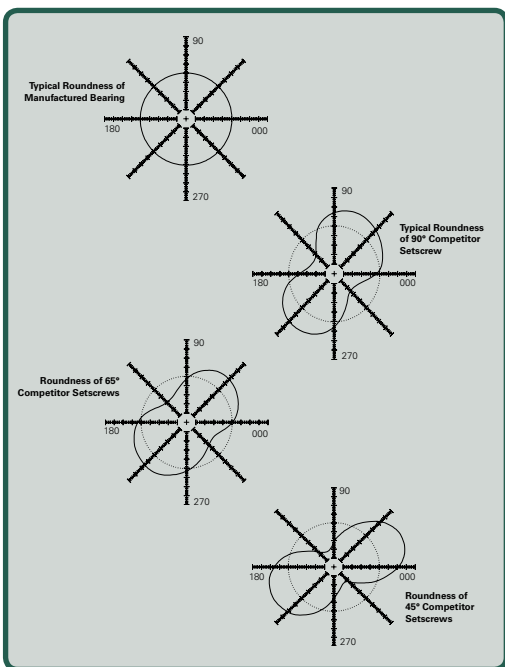 90
Typical Roundness of
Manufactured Bearing
180
000
270
90
Typical Roundness
of 90° Competitor
Setscrew
180
000
270
90
Roundness of 65°
Competitor Setscrews
180
000
270
90
180
000
Roundness of
45° Competitor
Setscrews
270